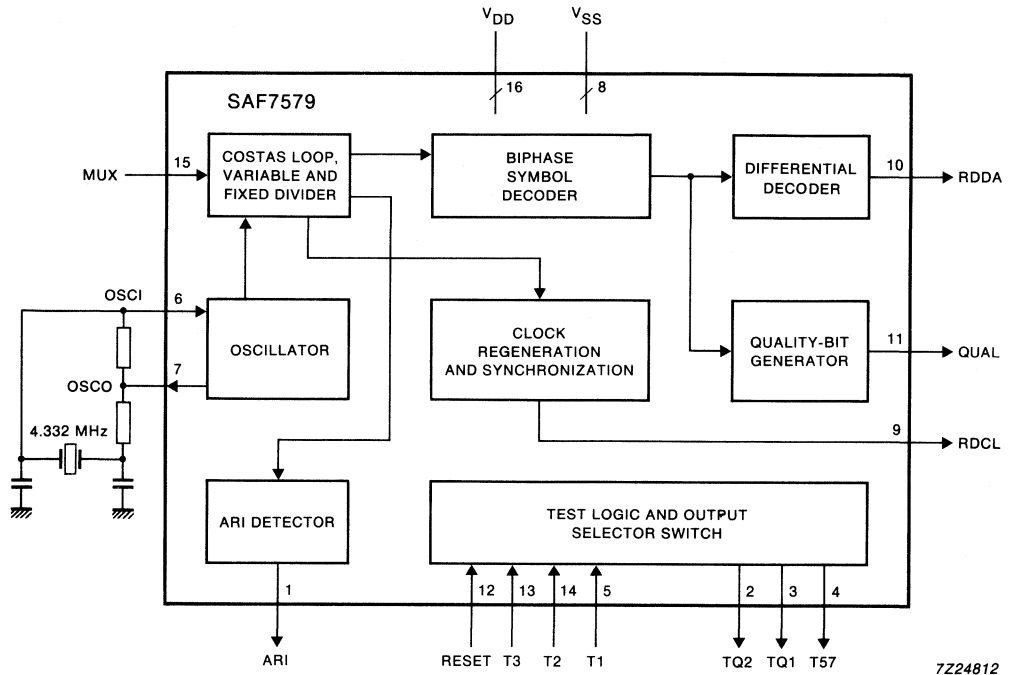 VDD
VSS
16
8
SAF7579
MUX
15
COSTAS LOOP,
VARIABLE AND
FIXED DIVIDER
BIPHASE
SYMBOL
DECODER
DIFFERENTIAL
DECODER
10
RDDA
OSCI
6
OSCILLATOR
7
OSCO
4.332 MHz
CLOCK
REGENERATION
AND SYNCHRONIZATION
QUALITY-BIT
GENERATOR
11
QUAL
9
RDCL
ARI DETECTOR
TEST LOGIC AND OUTPUT
SELECTOR SWITCH
1
12
13
14
5
2
3
4
ARI
RESET
T3
T2
T1
TQ2
TQ1
T57
7Z24812